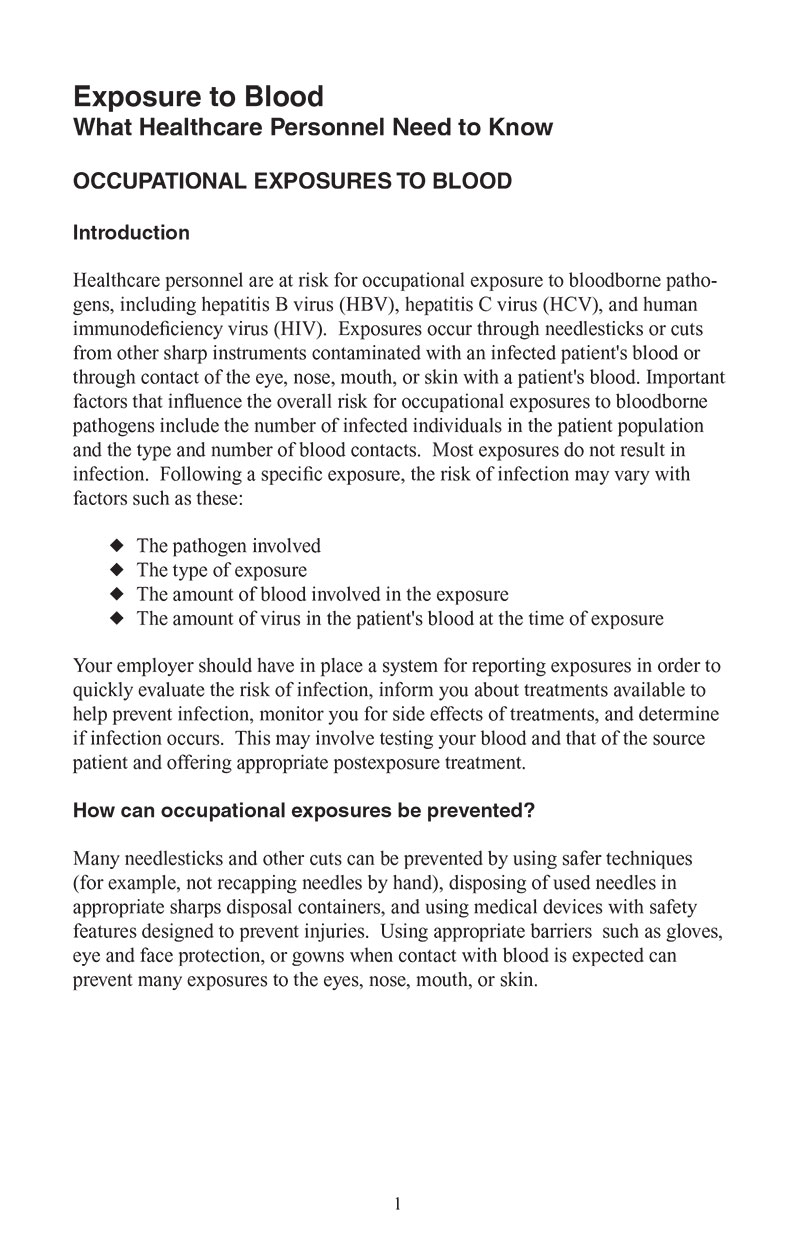 Exposure to Blood
What Healthcare Personnel Need to Know
OCCUPATIONAL EXPOSURES TO BLOOD
Introduction
Healthcare personnel are at risk for occupational exposure to bloodborne patho-
gens, including hepatitis B virus (HBV), hepatitis C virus (HCV), and human
immunodeficiency virus (HIV).  Exposures occur through needlesticks or cuts
from other sharp instruments contaminated with an infected patient's blood or
through contact of the eye, nose, mouth, or skin with a patient's blood. Important
factors that influence the overall risk for occupational exposures to bloodborne
pathogens include the number of infected individuals in the patient population
and the type and number of blood contacts.  Most exposures do not result in
infection.  Following a specific exposure, the risk of infection may vary with
factors such as these:
◆ The pathogen involved
◆ The type of exposure
◆ The amount of blood involved in the exposure
◆ The amount of virus in the patient's blood at the time of exposure
Your employer should have in place a system for reporting exposures in order to
quickly evaluate the risk of infection, inform you about treatments available to
help prevent infection, monitor you for side effects of treatments, and determine
if infection occurs.  This may involve testing your blood and that of the source
patient and offering appropriate postexposure treatment.
How can occupational exposures be prevented?
Many needlesticks and other cuts can be prevented by using safer techniques
(for example, not recapping needles by hand), disposing of used needles in
appropriate sharps disposal containers, and using medical devices with safety
features designed to prevent injuries.  Using appropriate barriers  such as gloves,
eye and face protection, or gowns when contact with blood is expected can
prevent many exposures to the eyes, nose, mouth, or skin.
1